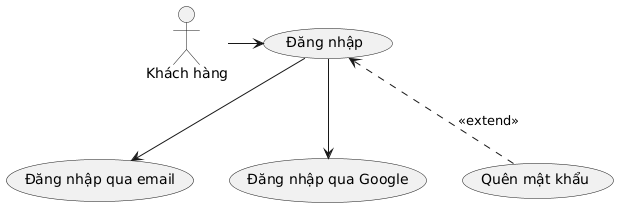 Đăng nhập
Khách hàng
«extend»
Đăng nhập qua email
Đăng nhập qua Google
Quên mật khẩu